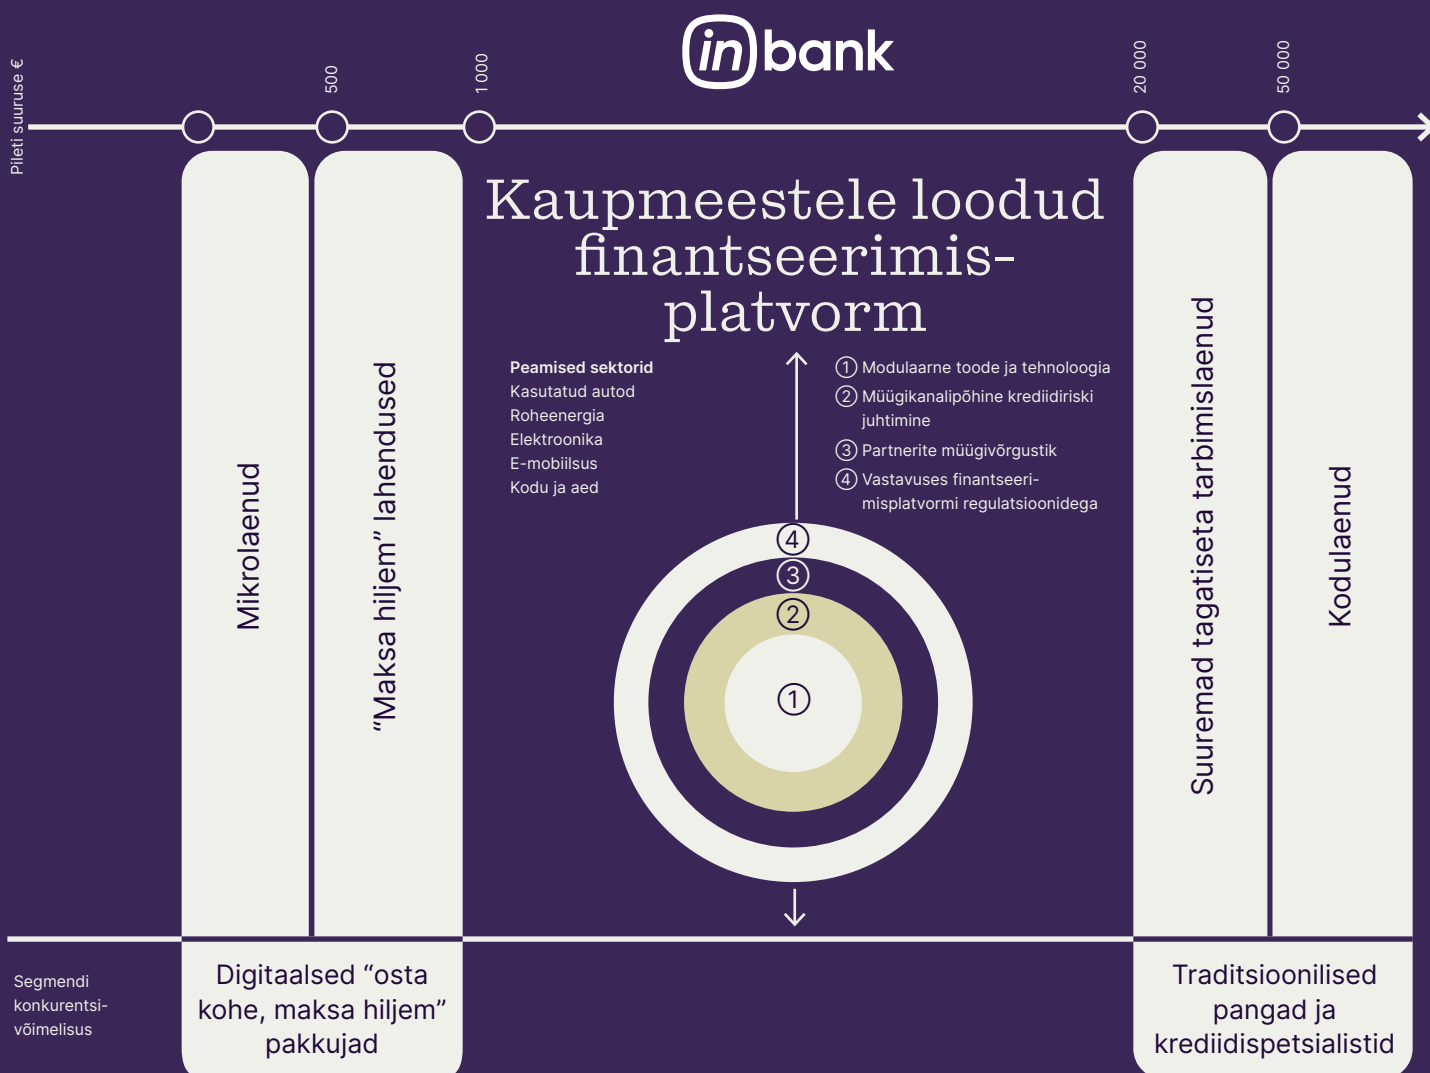 inbank
Pileti suuruse €
500
1 000
20 000
50 000
Kaupmeestele loodud
finantseerimis-
platvorm
Mikrolaenud
“Maksa hiljem” lahendused
Peamised sektorid
Kasutatud autod
Roheenergia
Elektroonika
E-mobiilsus
Kodu ja aed
1 Modulaarne toode ja tehnoloogia
2 Müügikanalipõhine krediidiriski
juhtimine
3 Partnerite müügivõrgustik
4 Vastavuses finantseeri-
misplatvormi regulatsioonidega
4
3
2
1
Suuremad tagatiseta tarbimislaenud
Kodulaenud
Segmendi
konkurentsi-
võimelisus
Digitaalsed “osta
kohe, maksa hiljem”
pakkujad
Traditsioonilised
pangad ja
krediidispetsialistid